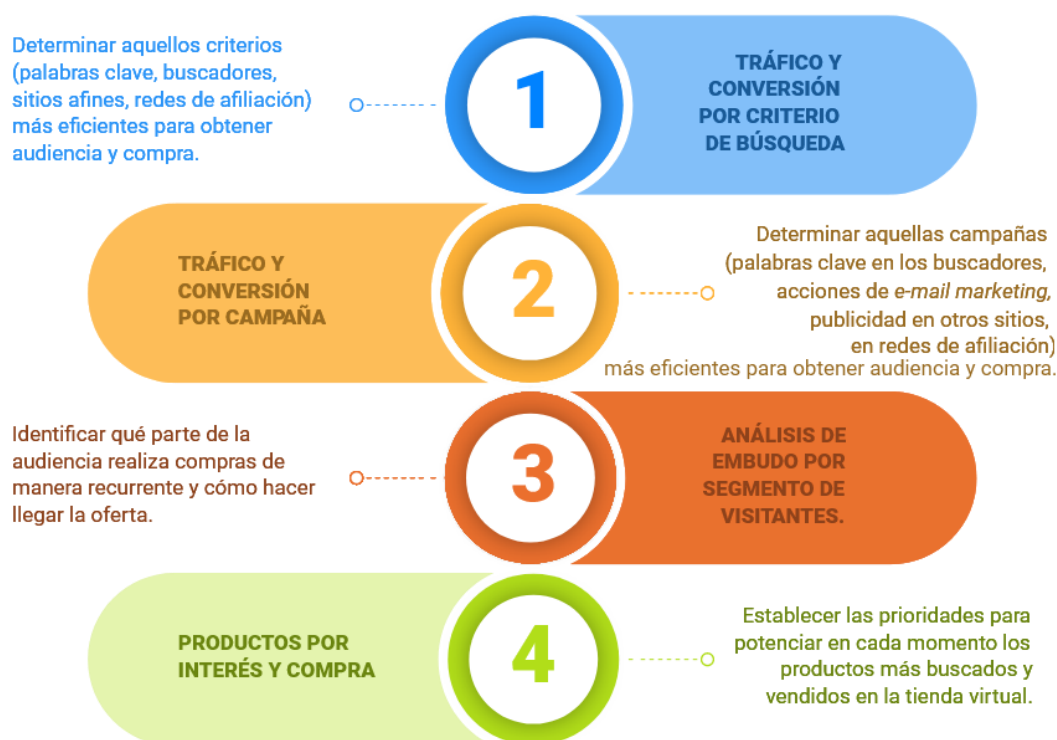 Determinar aquellos criterios
(palabras clave, buscadores,
sitios afines, redes de afiliación)
más eficientes para obtener
audiencia y compra.
1
TRÁFICO Y
CONVERSIÓN
POR CRITERIO
DE BÚSQUEDA
TRÁFICO Y
CONVERSIÓN
POR CAMPAÑA
2
Determinar aquellas campañas
(palabras clave en los buscadores,
acciones de e-mail marketing,
publicidad en otros sitios,
en redes de afiliación)
más eficientes para obtener audiencia y compra.
Identificar qué parte de la
audiencia realiza compras de
manera recurrente y cómo hacer
llegar la oferta.
3
ANÁLISIS DE
EMBUDO POR
SEGMENTO DE
VISITANTES.
PRODUCTOS POR
INTERÉS Y COMPRA
4
Establecer las prioridades para
potenciar en cada momento los
productos más buscados y
vendidos en la tienda virtual.